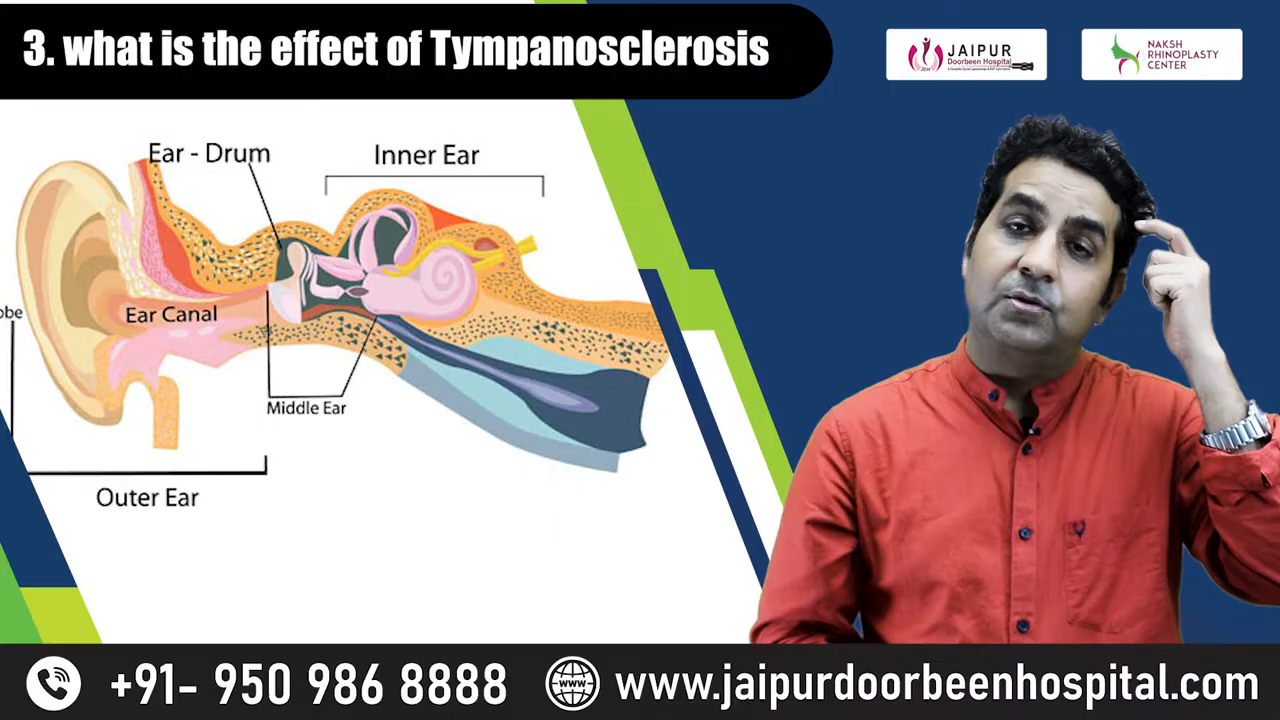 3. what is the effect of Tympanosclerosis
JAIPUR
Doorbeen Hospital
NAKSH
RHINOPLASTY
CENTER
Ear - Drum
Inner Ear
Ear Canal
Middle Ear
Outer Ear
+91- 950 986 8888
www
www.jaipurdoorbeenhospital.com